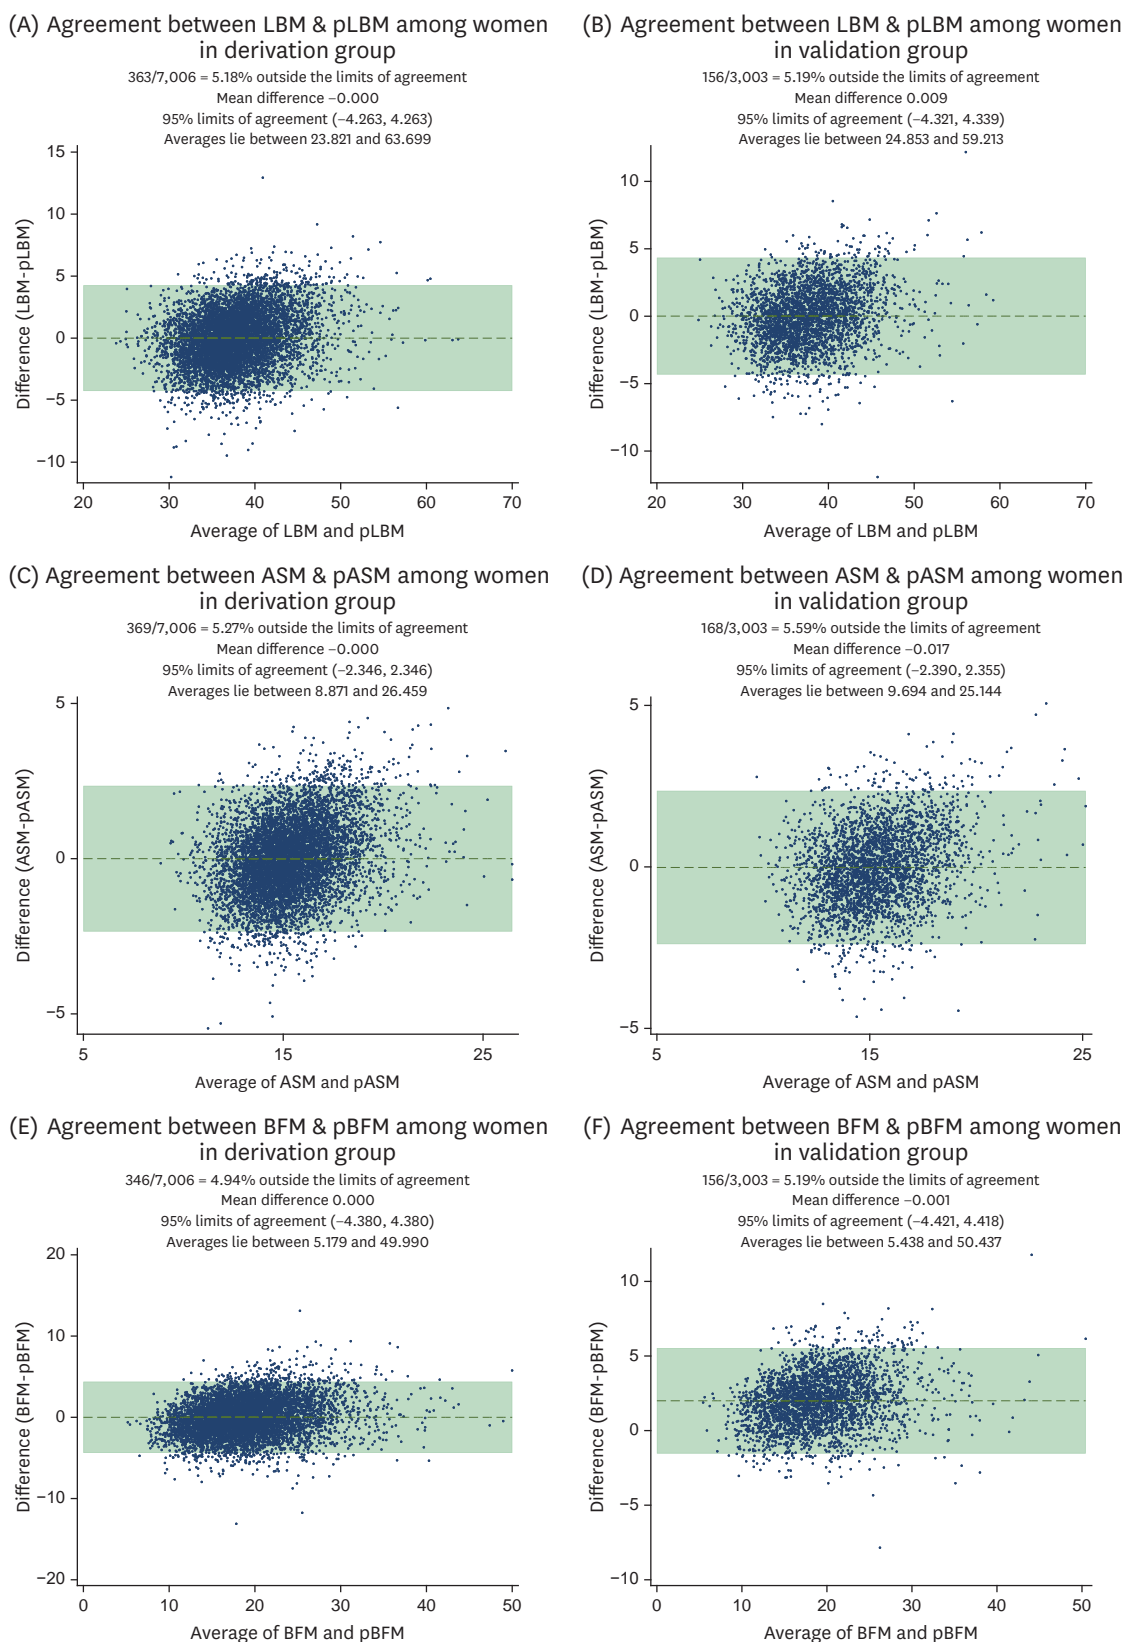 (A) Agreement between LBM & pLBM among women
in derivation group
363/7,006 = 5.18% outside the limits of agreement
Mean difference −0.000
95% limits of agreement (−4.263, 4.263)
Averages lie between 23.821 and 63.699
15
10
5
0
−5
−10
Difference (LBM-pLBM)
20 30 40 50 60 70
Average of LBM and pLBM
(B) Agreement between LBM & pLBM among women
in validation group
156/3,003 = 5.19% outside the limits of agreement
Mean difference 0.009
95% limits of agreement (−4.321, 4.339)
Averages lie between 24.853 and 59.213
10
5
0
−5
−10
Difference (LBM-pLBM)
20 30 40 50 60 70
Average of LBM and pLBM
(C) Agreement between ASM & pASM among women
in derivation group
369/7,006 = 5.27% outside the limits of agreement
Mean difference −0.000
95% limits of agreement (−2.346, 2.346)
Averages lie between 8.871 and 26.459
5
0
−5
Difference (ASM-pASM)
5 15 25
Average of ASM and pASM
(D) Agreement between ASM & pASM among women
in validation group
168/3,003 = 5.59% outside the limits of agreement
Mean difference −0.017
95% limits of agreement (−2.390, 2.355)
Averages lie between 9.694 and 25.144
5
0
−5
Difference (ASM-pASM)
5 15 25
Average of ASM and pASM
(E) Agreement between BFM & pBFM among women
in derivation group
346/7,006 = 4.94% outside the limits of agreement
Mean difference 0.000
95% limits of agreement (−4.380, 4.380)
Averages lie between 5.179 and 49.990
20
10
0
−10
−20
Difference (BFM-pBFM)
0 10 20 30 40 50
Average of BFM and pBFM
(F) Agreement between BFM & pBFM among women
in validation group
156/3,003 = 5.19% outside the limits of agreement
Mean difference −0.001
95% limits of agreement (−4.421, 4.418)
Averages lie between 5.438 and 50.437
10
5
0
−5
−10
Difference (BFM-pBFM)
0 10 20 30 40 50
Average of BFM and pBFM